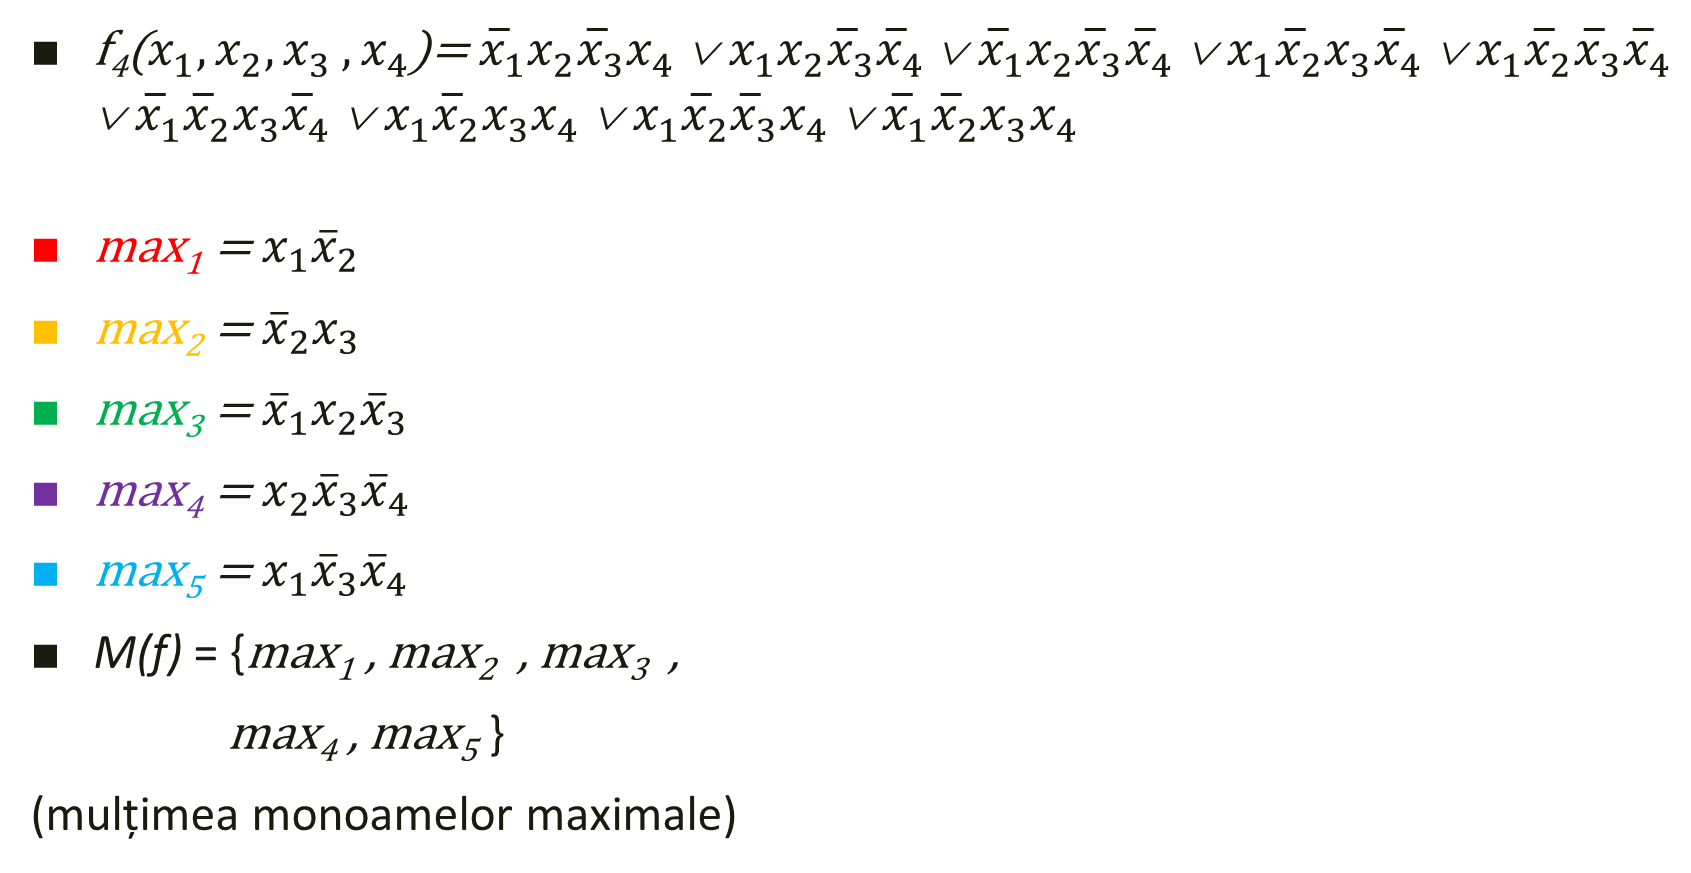 ■ f₄(x₁, x₂, x₃ , x₄)= x̄₁x₂x̄₃x₄ ∨ x₁x₂x̄₃x̄₄ ∨ x̄₁x₂x̄₃x̄₄ ∨ x₁x̄₂x₃x̄₄ ∨ x₁x̄₂x̄₃x̄₄
∨ x̄₁x̄₂x₃x̄₄ ∨ x₁x̄₂x₃x₄ ∨ x₁x̄₂x̄₃x₄ ∨ x̄₁x̄₂x₃x₄
■ max₁ = x₁x̄₂
■ max₂ = x̄₂x₃
■ max₃ = x̄₁x₂x̄₃
■ max₄ = x₂x̄₃x̄₄
■ max₅ = x₁x̄₃x̄₄
■ M(f) = {max₁ , max₂ , max₃ ,
max₄ , max₅ }
(mulțimea monoamelor maximale)